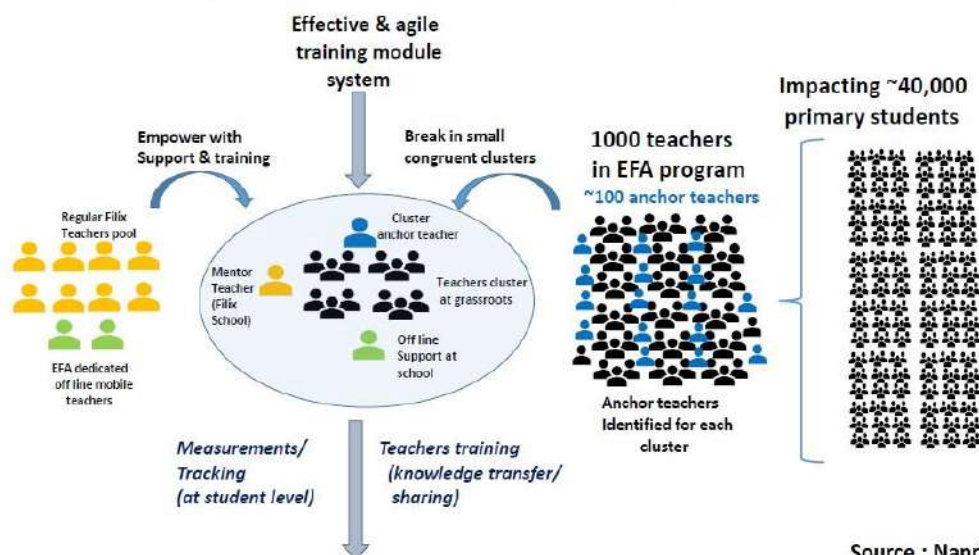 Effective & agile
training module
system
Empower with
Support & training
Break in small
congruent clusters
1000 teachers
in EFA program
~100 anchor teachers
Impacting ~40,000
primary students
Regular Filix
Teachers pool
EFA dedicated
off line mobile
teachers
Cluster
anchor teacher
Mentor
Teacher
(Filix
School)
Teachers cluster
at grassroots
Off line
Support at
school
Anchor teachers
Identified for each
cluster
Measurements/
Tracking
(at student level)
Teachers training
(knowledge transfer/
sharing)
Source :